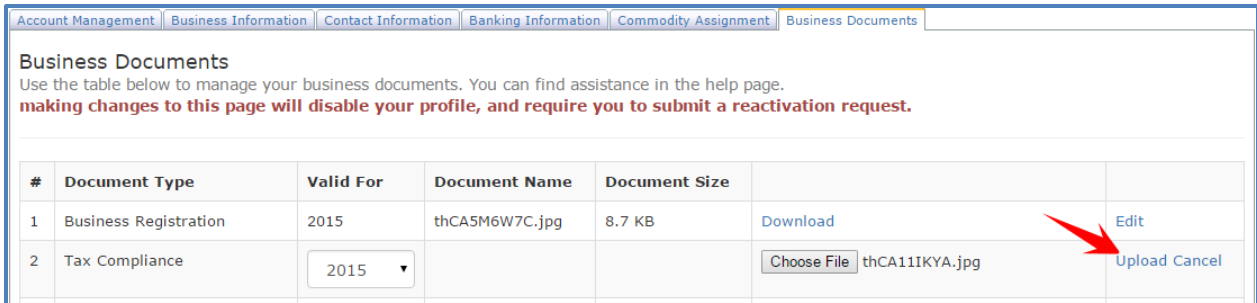 Account Management Business Information Contact Information Banking Information Commodity Assignment Business Documents
Business Documents
Use the table below to manage your business documents. You can find assistance in the help page.
making changes to this page will disable your profile, and require you to submit a reactivation request.
# Document Type Valid For Document Name Document Size
1 Business Registration 2015 thCA5M6W7C.jpg 8.7 KB Download Edit
2 Tax Compliance 2015 Choose File thCA11IKYA.jpg Upload Cancel